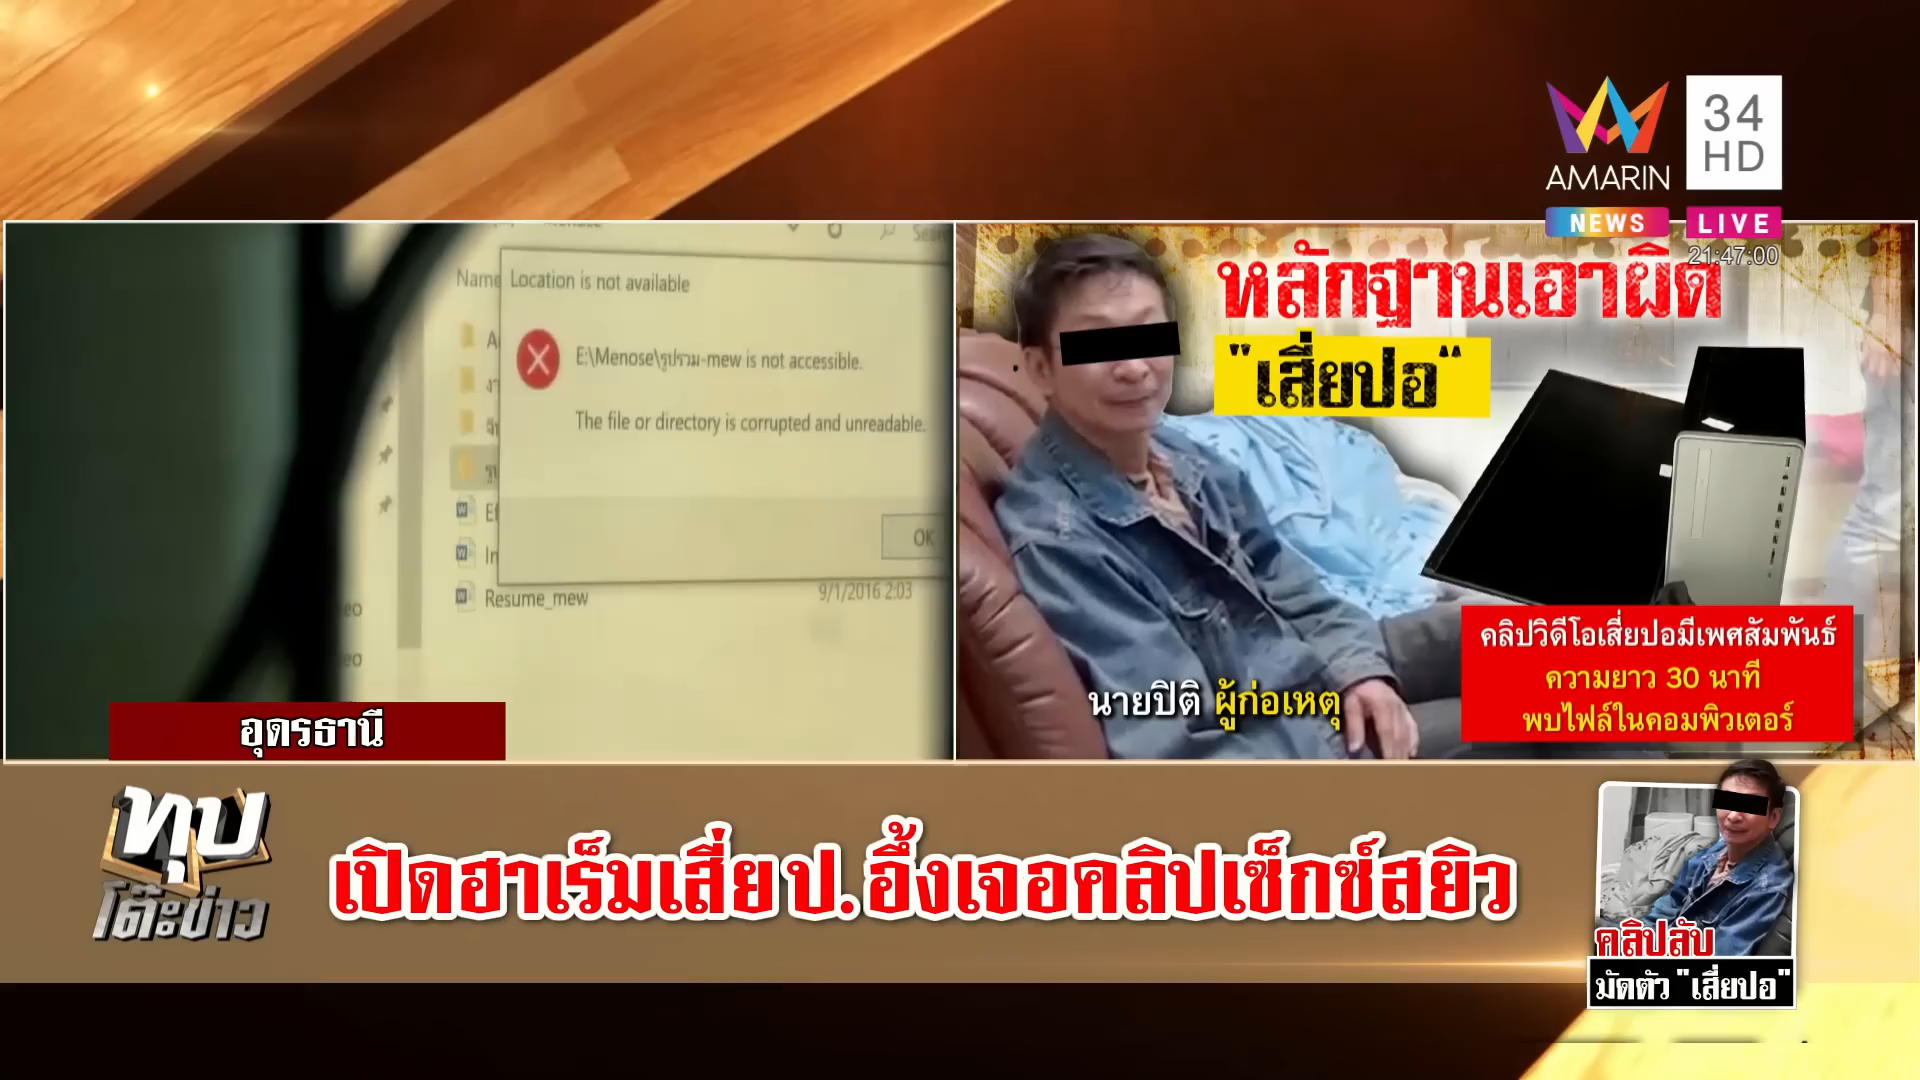 AMARIN
34
HD
NEWS
LIVE
21:47:00
Name
Location is not available
E:\Menose\รูปรวม-mew is not accessible.
The file or directory is corrupted and unreadable.
OK
Resume_mew
9/1/2016 2:03
หลักฐานเอาผิด
"เสี่ยปอ"
คลิปวิดีโอเสี่ยปอมีเพศสัมพันธ์
ความยาว 30 นาที
พบไฟล์ในคอมพิวเตอร์
นายปิติ ผู้ก่อเหตุ
อุดรธานี
ทุบ
โต๊ะข่าว
เปิดฮาเร็มเสี่ย ป. อึ้งเจอคลิปเซ็กซ์สยิว
คลิปลับ
มัดตัว "เสี่ยปอ"